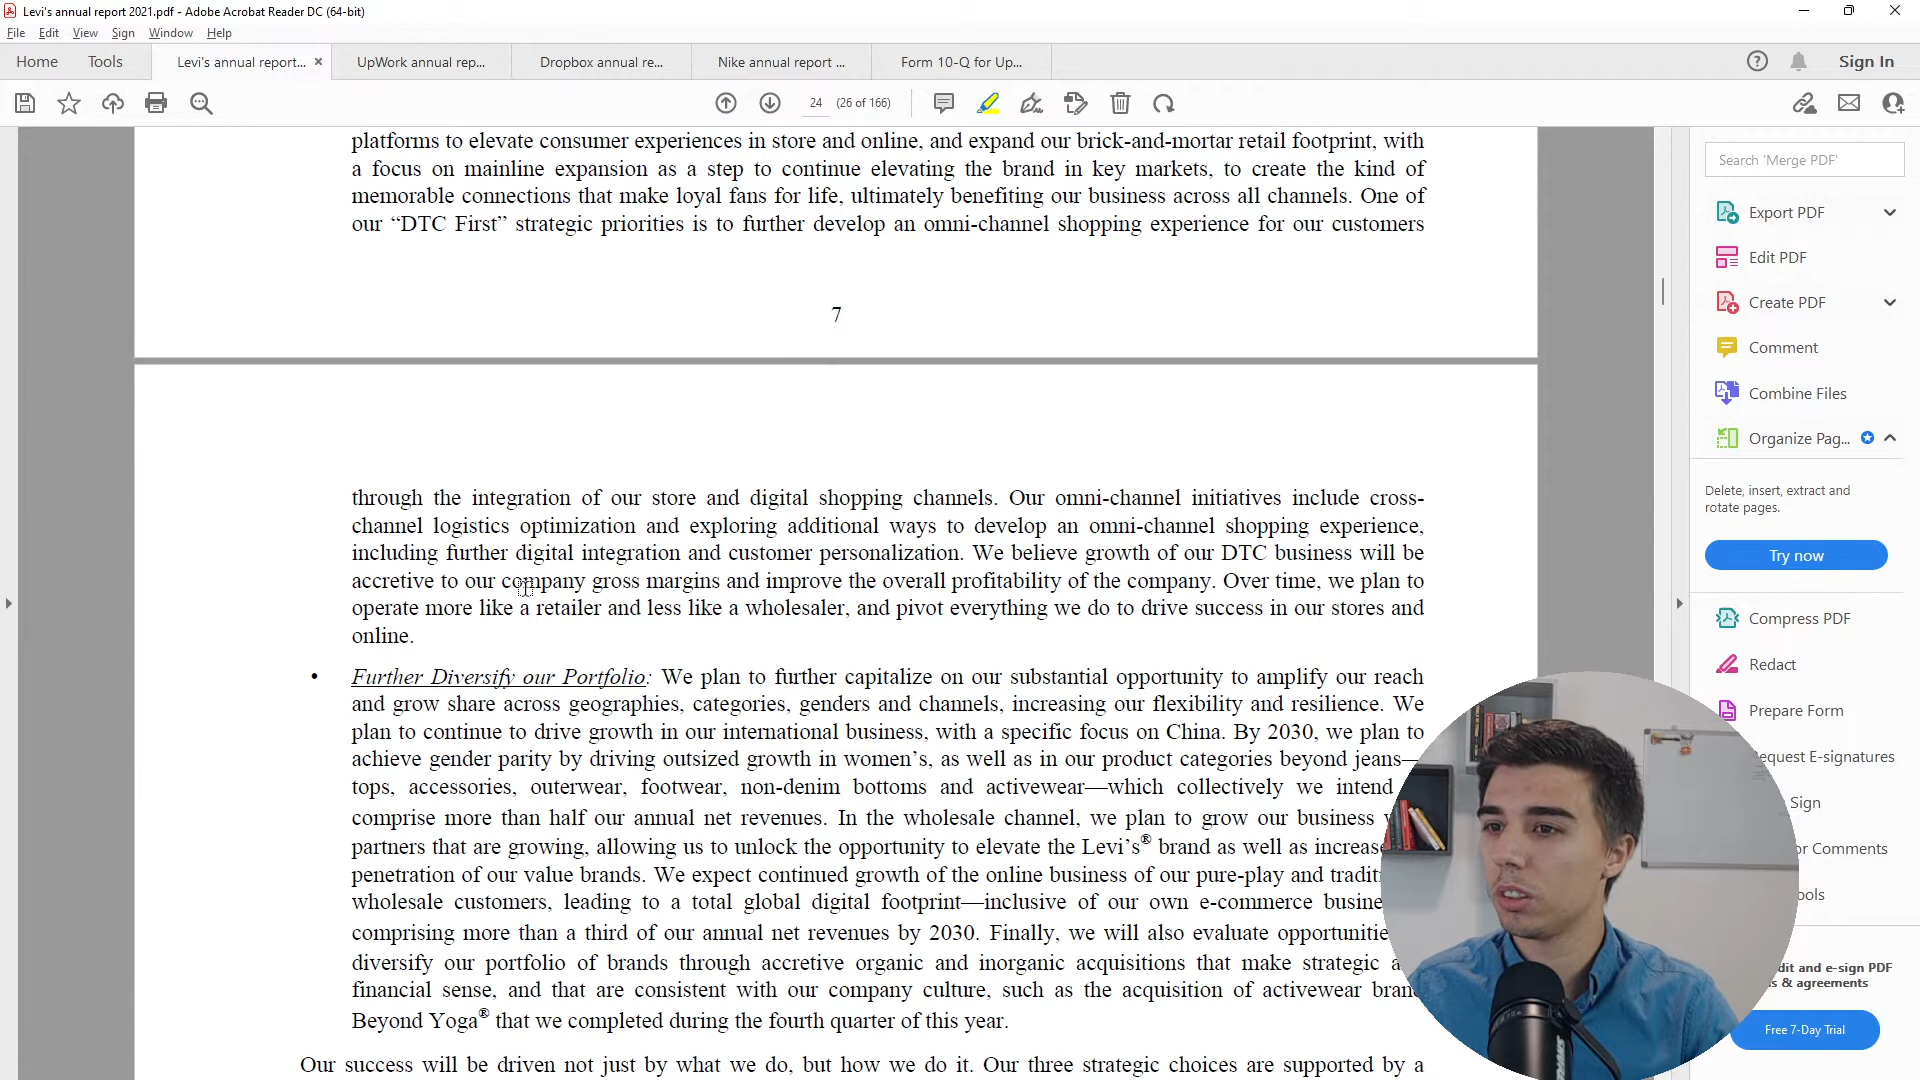 Levi's annual report 2021.pdf - Adobe Acrobat Reader DC (64-bit)
File Edit View Sign Window Help
Home Tools Levi's annual report... × UpWork annual rep... Dropbox annual re... Nike annual report ... Form 10-Q for Up... Sign In
24 (26 of 166)
platforms to elevate consumer experiences in store and online, and expand our brick-and-mortar retail footprint, with
a focus on mainline expansion as a step to continue elevating the brand in key markets, to create the kind of
memorable connections that make loyal fans for life, ultimately benefiting our business across all channels. One of
our “DTC First” strategic priorities is to further develop an omni-channel shopping experience for our customers
7
through the integration of our store and digital shopping channels. Our omni-channel initiatives include cross-
channel logistics optimization and exploring additional ways to develop an omni-channel shopping experience,
including further digital integration and customer personalization. We believe growth of our DTC business will be
accretive to our company gross margins and improve the overall profitability of the company. Over time, we plan to
operate more like a retailer and less like a wholesaler, and pivot everything we do to drive success in our stores and
online.
• Further Diversify our Portfolio: We plan to further capitalize on our substantial opportunity to amplify our reach
and grow share across geographies, categories, genders and channels, increasing our flexibility and resilience. We
plan to continue to drive growth in our international business, with a specific focus on China. By 2030, we plan to
achieve gender parity by driving outsized growth in women’s, as well as in our product categories beyond jeans—
tops, accessories, outerwear, footwear, non-denim bottoms and activewear—which collectively we intend
comprise more than half our annual net revenues. In the wholesale channel, we plan to grow our business
partners that are growing, allowing us to unlock the opportunity to elevate the Levi’s® brand as well as increase
penetration of our value brands. We expect continued growth of the online business of our pure-play and
wholesale customers, leading to a total global digital footprint—inclusive of our own e-commerce
comprising more than a third of our annual net revenues by 2030. Finally, we will also evaluate
diversify our portfolio of brands through accretive organic and inorganic acquisitions that make strategic
financial sense, and that are consistent with our company culture, such as the acquisition of activewear
Beyond Yoga® that we completed during the fourth quarter of this year.
Our success will be driven not just by what we do, but how we do it. Our three strategic choices are supported by a
Search 'Merge PDF'
Export PDF
Edit PDF
Create PDF
Comment
Combine Files
Organize Pag...
Delete, insert, extract and
rotate pages.
Try now
Compress PDF
Redact
Prepare Form
equest E-signatures
Sign
Comments
ools
dit and e-sign PDF
& agreements
Free 7-Day Trial